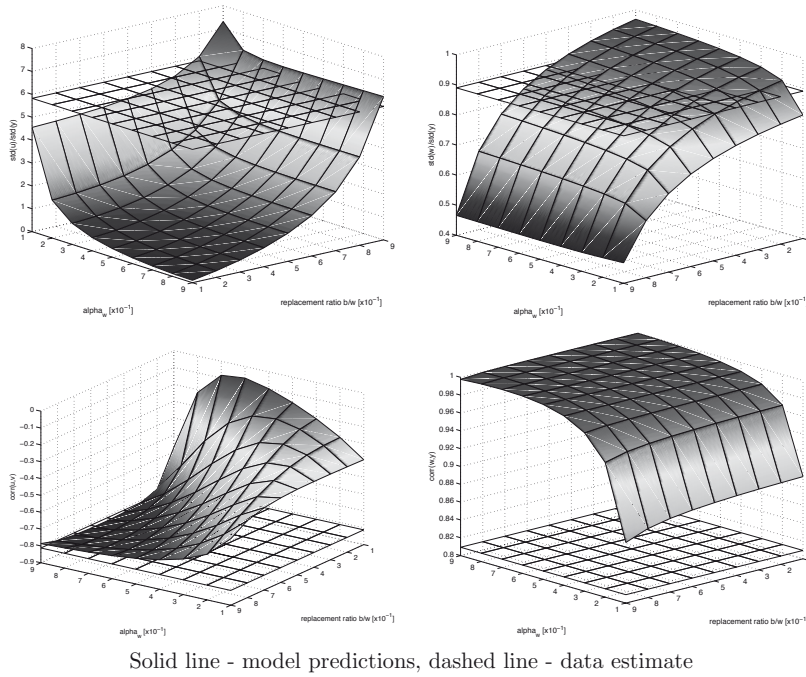 8
7
6
5
4
3
2
1
0
std(u)/std(y)
1 2 3 4 5 6 7 8 9
alpha_w [x10^−1]
1 2 3 4 5 6 7 8 9
replacement ratio b/w [x10^−1]
1
0.9
0.8
0.7
0.6
0.5
0.4
std(w)/std(y)
9 8 7 6 5 4 3 2 1
alpha_w [x10^−1]
9 8 7 6 5 4 3 2
replacement ratio b/w [x10^−1
0
−0.1
−0.2
−0.3
−0.4
−0.5
−0.6
−0.7
−0.8
−0.9
corr(u,v)
9 8 7 6 5 4 3 2 1
alpha_w [x10^−1]
9 8 7 6 5 4 3 2 1
replacement ratio b/w [x10^−1]
1
0.98
0.96
0.94
0.92
0.9
0.88
0.86
0.84
0.82
0.8
corr(w,y)
9 8 7 6 5 4 3 2 1
alpha_w [x10^−1]
9 8 7 6 5 4 3 2
replacement ratio b/w [x10^−1
Solid line - model predictions, dashed line - data estimate